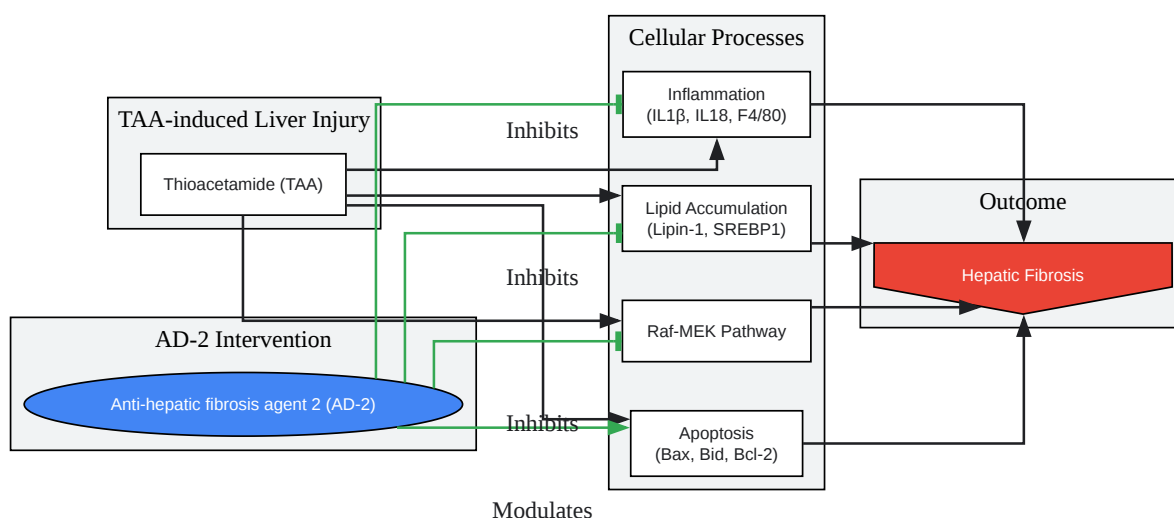 TAA-induced Liver Injury
Thioacetamide (TAA)
AD-2 Intervention
Anti-hepatic fibrosis agent 2 (AD-2)
Inhibits
Inhibits
Inhibits
Modulates
Cellular Processes
Inflammation
(IL1β, IL18, F4/80)
Lipid Accumulation
(Lipin-1, SREBP1)
Raf-MEK Pathway
Apoptosis
(Bax, Bid, Bcl-2)
Outcome
Hepatic Fibrosis